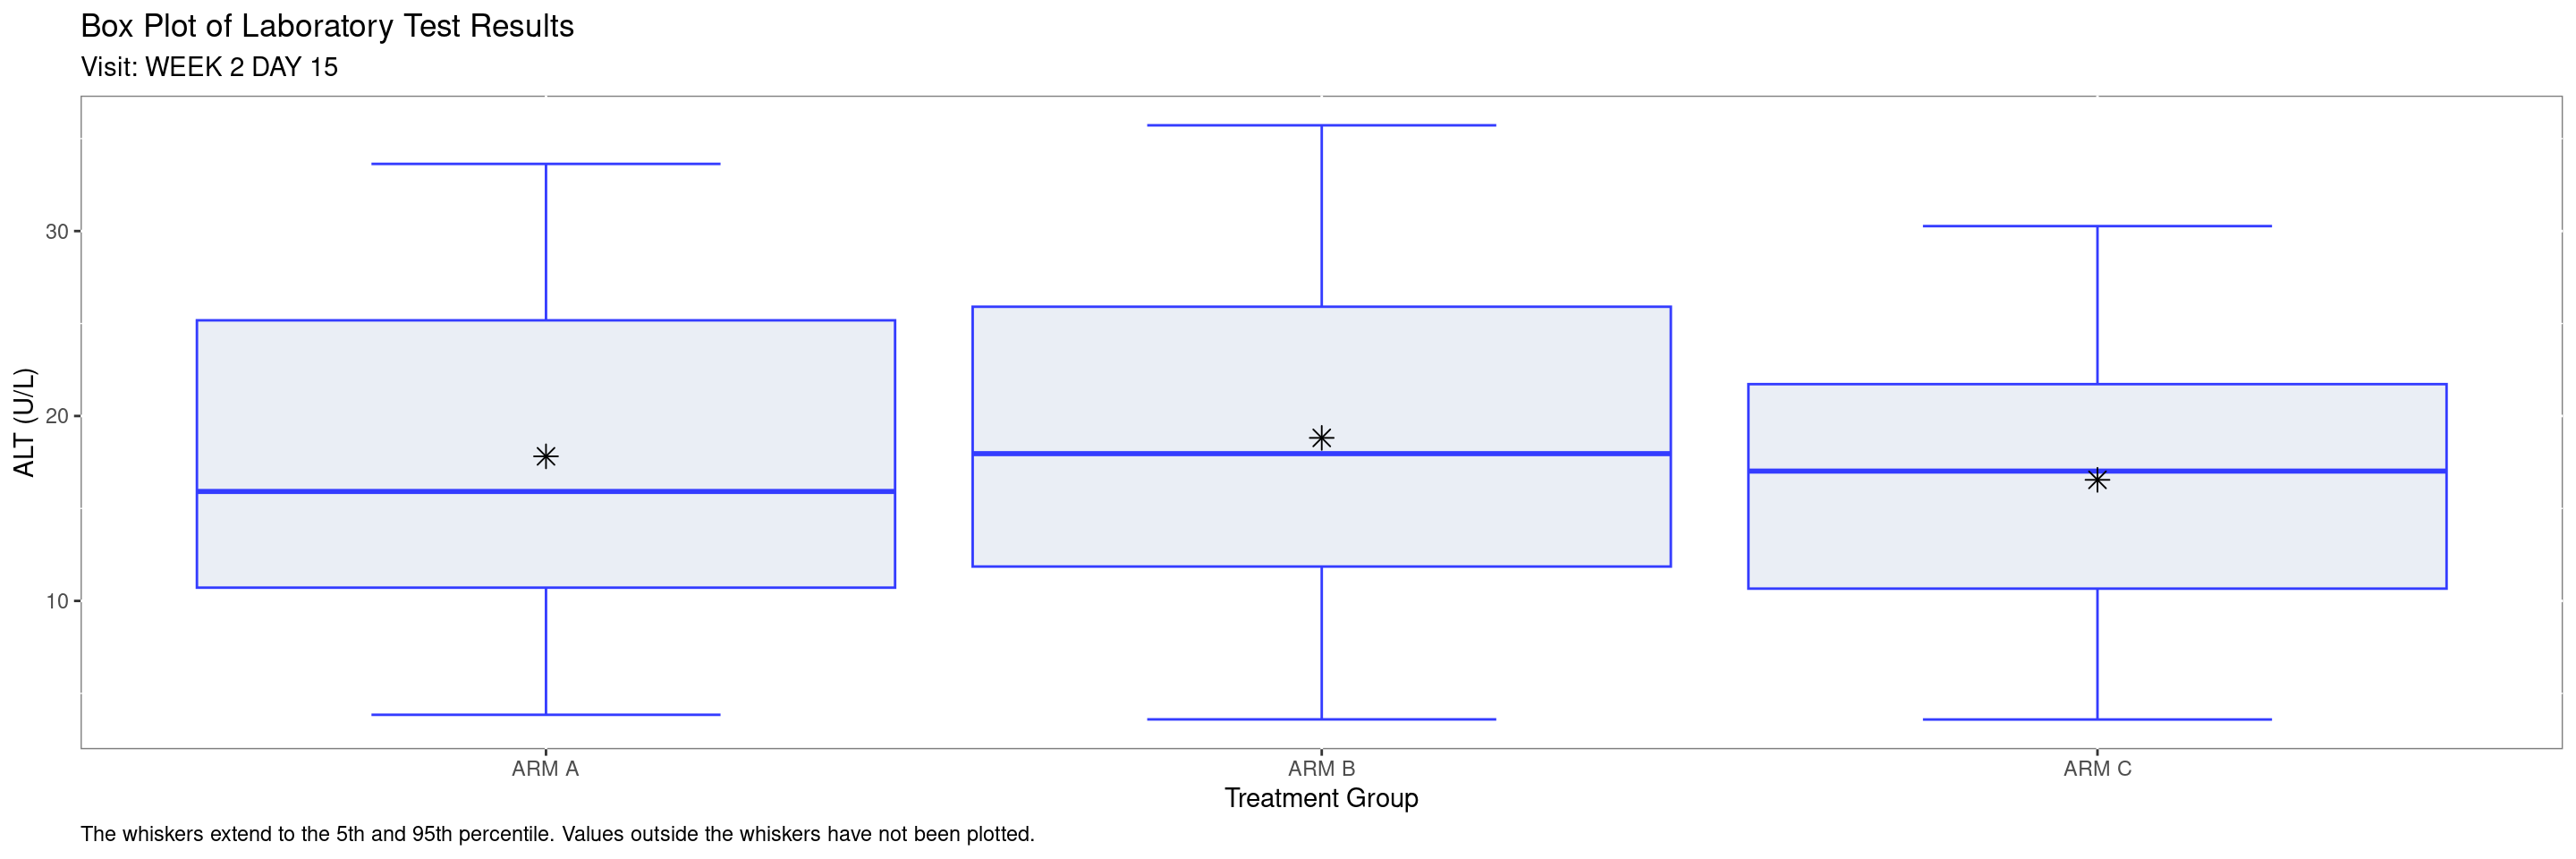 Box Plot of Laboratory Test Results
Visit: WEEK 2 DAY 15
ALT (U/L)
30
20
10
ARM A
ARM B
ARM C
Treatment Group
The whiskers extend to the 5th and 95th percentile. Values outside the whiskers have not been plotted.